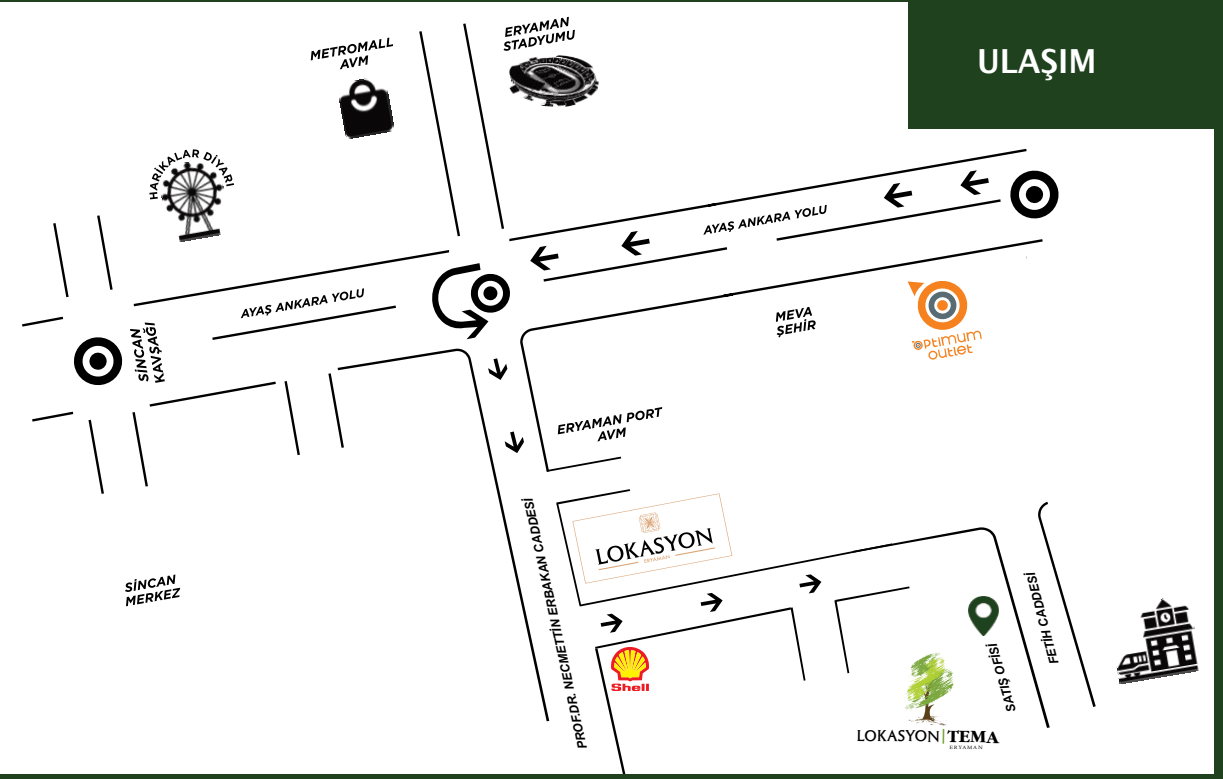 ULAŞIM
ERYAMAN
STADYUMU
METROMALL
AVM
HARİKALAR DİYARI
AYAŞ ANKARA YOLU
AYAŞ ANKARA YOLU
SİNCAN
KAVŞAĞI
MEVA
ŞEHİR
optimum
outlet
ERYAMAN PORT
AVM
LOKASYON
ERYAMAN
PROF.DR. NECMETTİN ERBAKAN CADDESİ
SİNCAN
MERKEZ
FETİH CADDESİ
SATIŞ OFİSİ
Shell
LOKASYON|TEMA
ERYAMAN